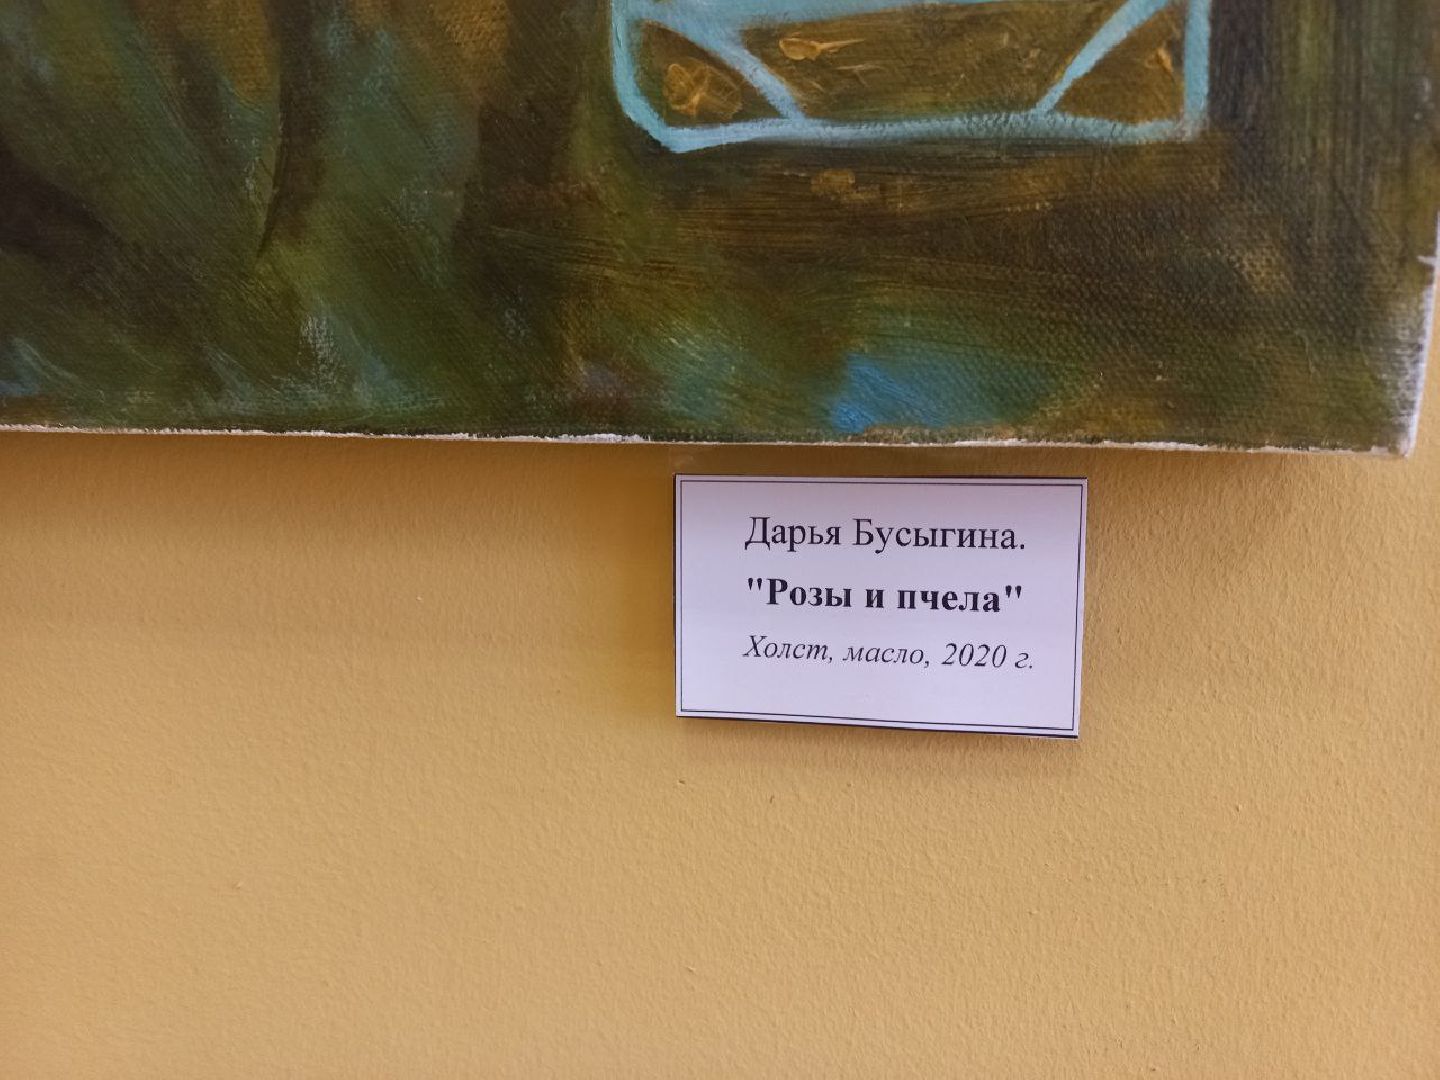 Дарья Бусыгина.
"Розы и пчела"
Холст, масло, 2020 г.